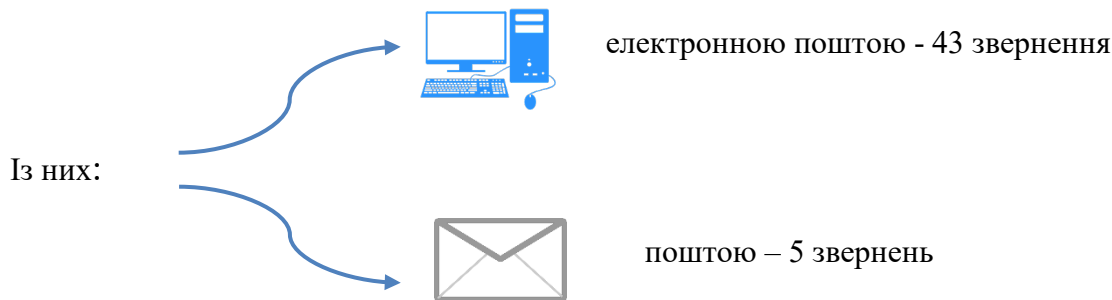 електронною поштою - 43 звернення
Із них:
поштою – 5 звернень